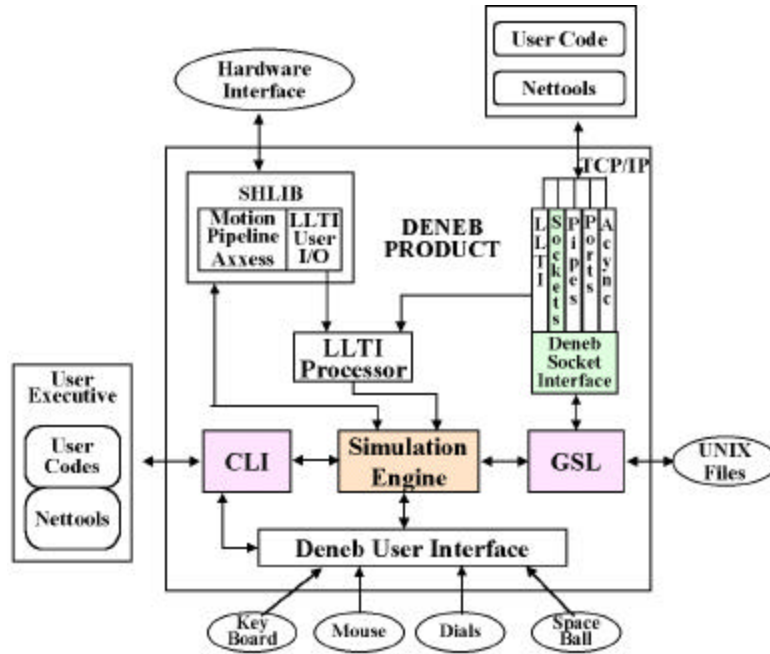 User Code
Nettools
Hardware
Interface
TCP/IP
SHLIB
Motion
Pipeline
Axxess
LLTI
User
I/O
DENEB
PRODUCT
LLTI
Sockets
Pipes
Ports
Acync
Deneb
Socket
Interface
LLTI
Processor
User
Executive
User
Codes
Nettools
CLI
Simulation
Engine
GSL
UNIX
Files
Deneb User Interface
Key
Board
Mouse
Dials
Space
Ball